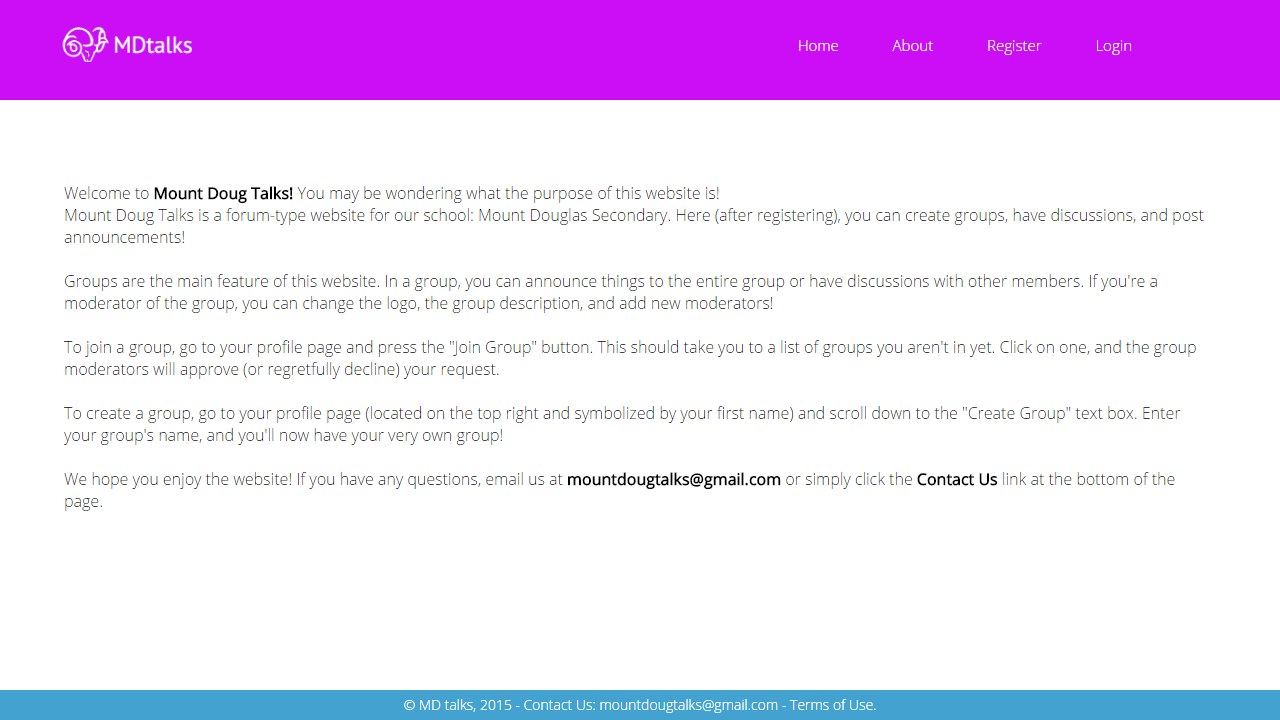 MDtalks
Home About Register Login
Welcome to Mount Doug Talks! You may be wondering what the purpose of this website is!
Mount Doug Talks is a forum-type website for our school: Mount Douglas Secondary. Here (after registering), you can create groups, have discussions, and post
announcements!
Groups are the main feature of this website. In a group, you can announce things to the entire group or have discussions with other members. If you're a
moderator of the group, you can change the logo, the group description, and add new moderators!
To join a group, go to your profile page and press the "Join Group" button. This should take you to a list of groups you aren't in yet. Click on one, and the group
moderators will approve (or regretfully decline) your request.
To create a group, go to your profile page (located on the top right and symbolized by your first name) and scroll down to the "Create Group" text box. Enter
your group's name, and you'll now have your very own group!
We hope you enjoy the website! If you have any questions, email us at mountdougtalks@gmail.com or simply click the Contact Us link at the bottom of the
page.
© MD talks, 2015 - Contact Us: mountdougtalks@gmail.com - Terms of Use.